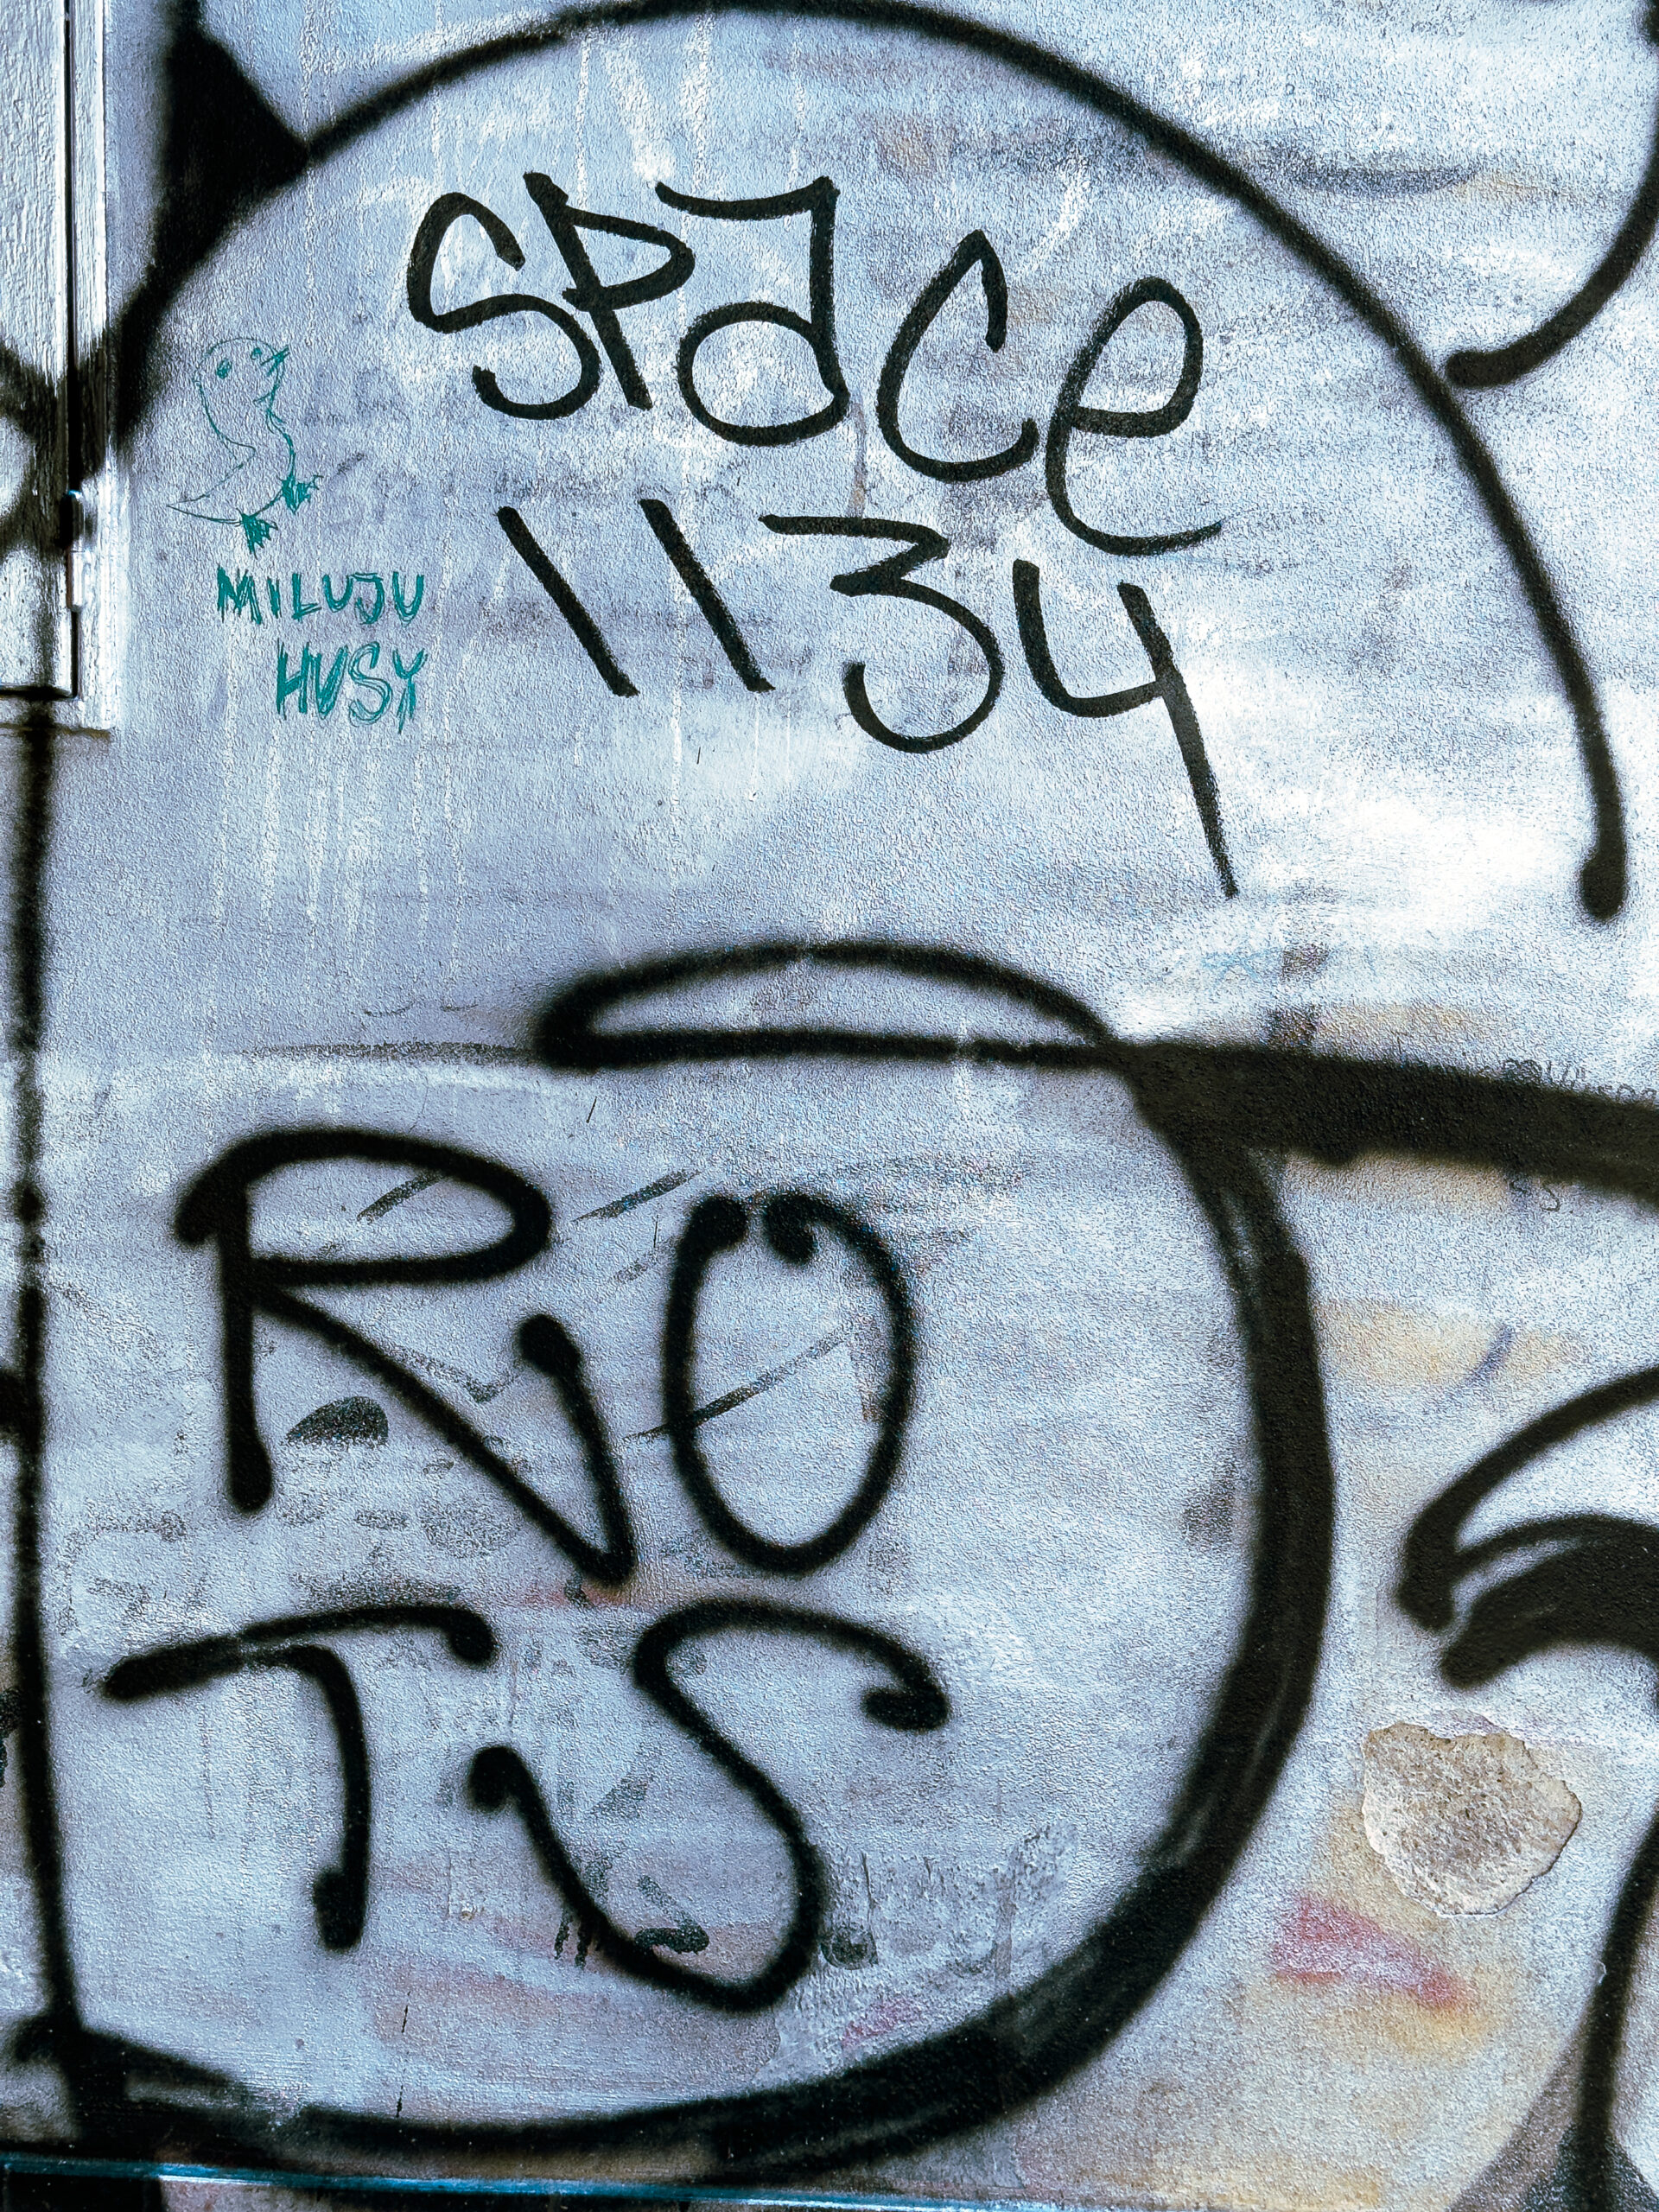 space
1134
MILUJU
HUSY
RIO
TS